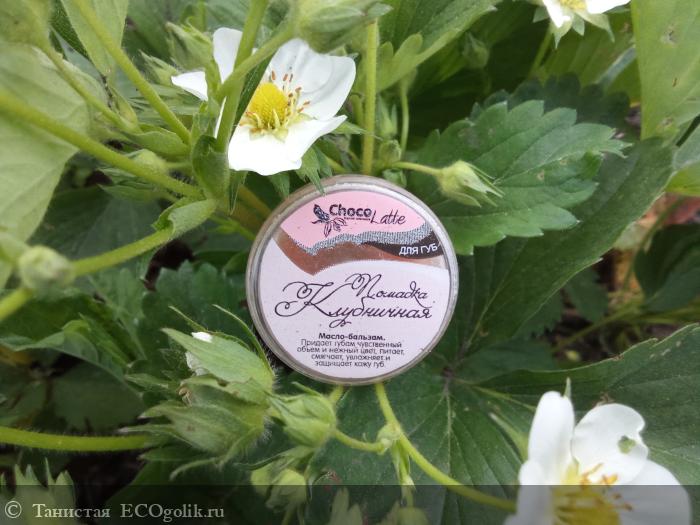 Choco
Latte
ДЛЯ ГУБ
Помадка
Клубничная
Масло-бальзам.
Придает губам чувственный
объем и нежный цвет, питает,
смягчает, увлажняет и
защищает кожу губ.
© Танистая ECOgolik.ru